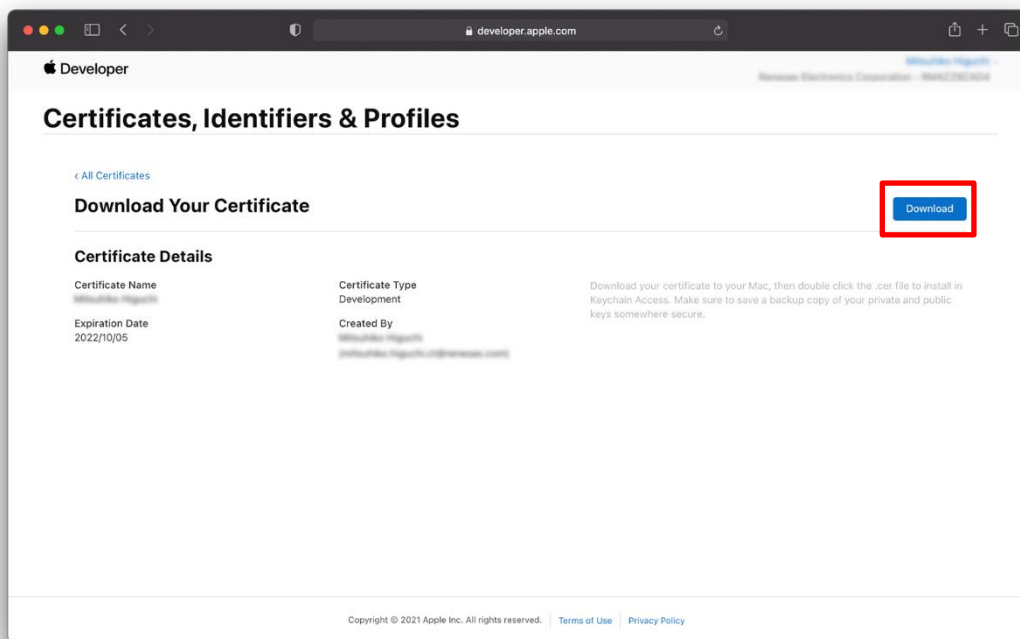 developer.apple.com
Developer
Certificates, Identifiers & Profiles
‹ All Certificates
Download Your Certificate
Download
Certificate Details
Certificate Name
Expiration Date
2022/10/05
Certificate Type
Development
Created By
Download your certificate to your Mac, then double click the .cer file to install in
Keychain Access. Make sure to save a backup copy of your private and public
keys somewhere secure.
Copyright © 2021 Apple Inc. All rights reserved. Terms of Use Privacy Policy